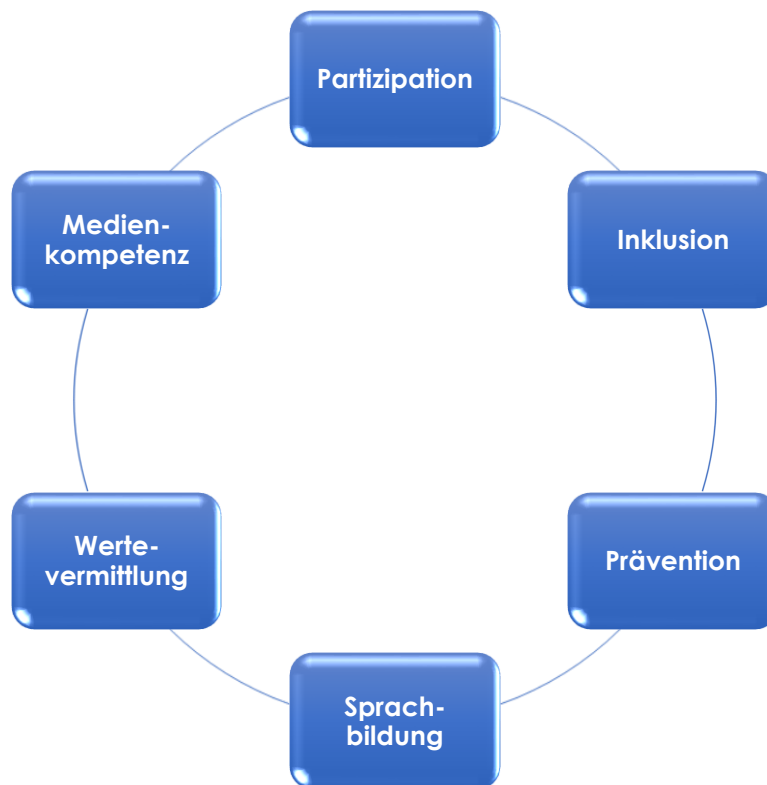 Partizipation
Inklusion
Prävention
Sprach-
bildung
Werte-
vermittlung
Medien-
kompetenz